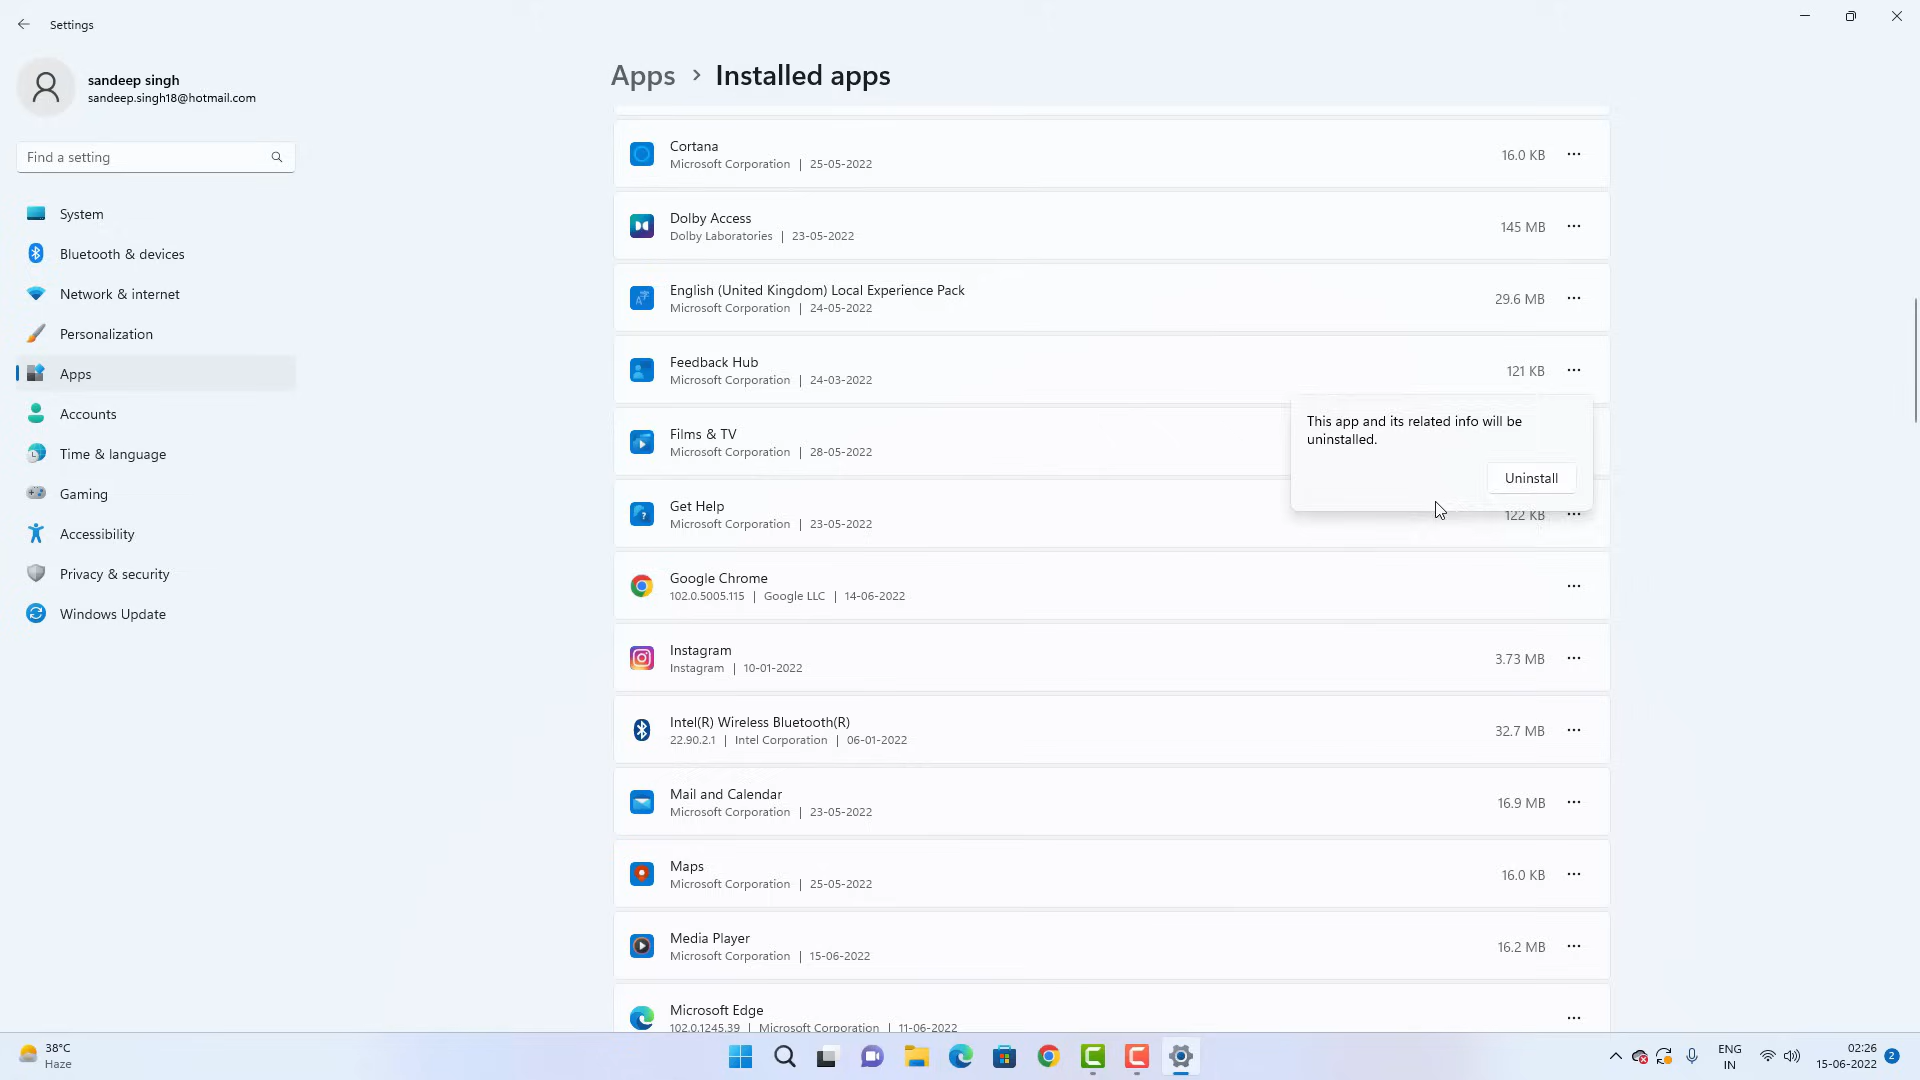 Settings
sandeep singh
sandeep.singh18@hotmail.com
Find a setting
System
Bluetooth & devices
Network & internet
Personalization
Apps
Accounts
Time & language
Gaming
Accessibility
Privacy & security
Windows Update
Apps > Installed apps
Cortana
Microsoft Corporation | 25-05-2022
16.0 KB
Dolby Access
Dolby Laboratories | 23-05-2022
145 MB
English (United Kingdom) Local Experience Pack
Microsoft Corporation | 24-05-2022
29.6 MB
Feedback Hub
Microsoft Corporation | 24-03-2022
121 KB
This app and its related info will be
uninstalled.
Uninstall
Films & TV
Microsoft Corporation | 28-05-2022
Get Help
Microsoft Corporation | 23-05-2022
122 KB
Google Chrome
102.0.5005.115 | Google LLC | 14-06-2022
Instagram
Instagram | 10-01-2022
3.73 MB
Intel(R) Wireless Bluetooth(R)
22.90.2.1 | Intel Corporation | 06-01-2022
32.7 MB
Mail and Calendar
Microsoft Corporation | 23-05-2022
16.9 MB
Maps
Microsoft Corporation | 25-05-2022
16.0 KB
Media Player
Microsoft Corporation | 15-06-2022
16.2 MB
Microsoft Edge
102.0.1245.39 | Microsoft Corporation | 11-06-2022
38°C
Haze
ENG
IN
02:26
15-06-2022
2